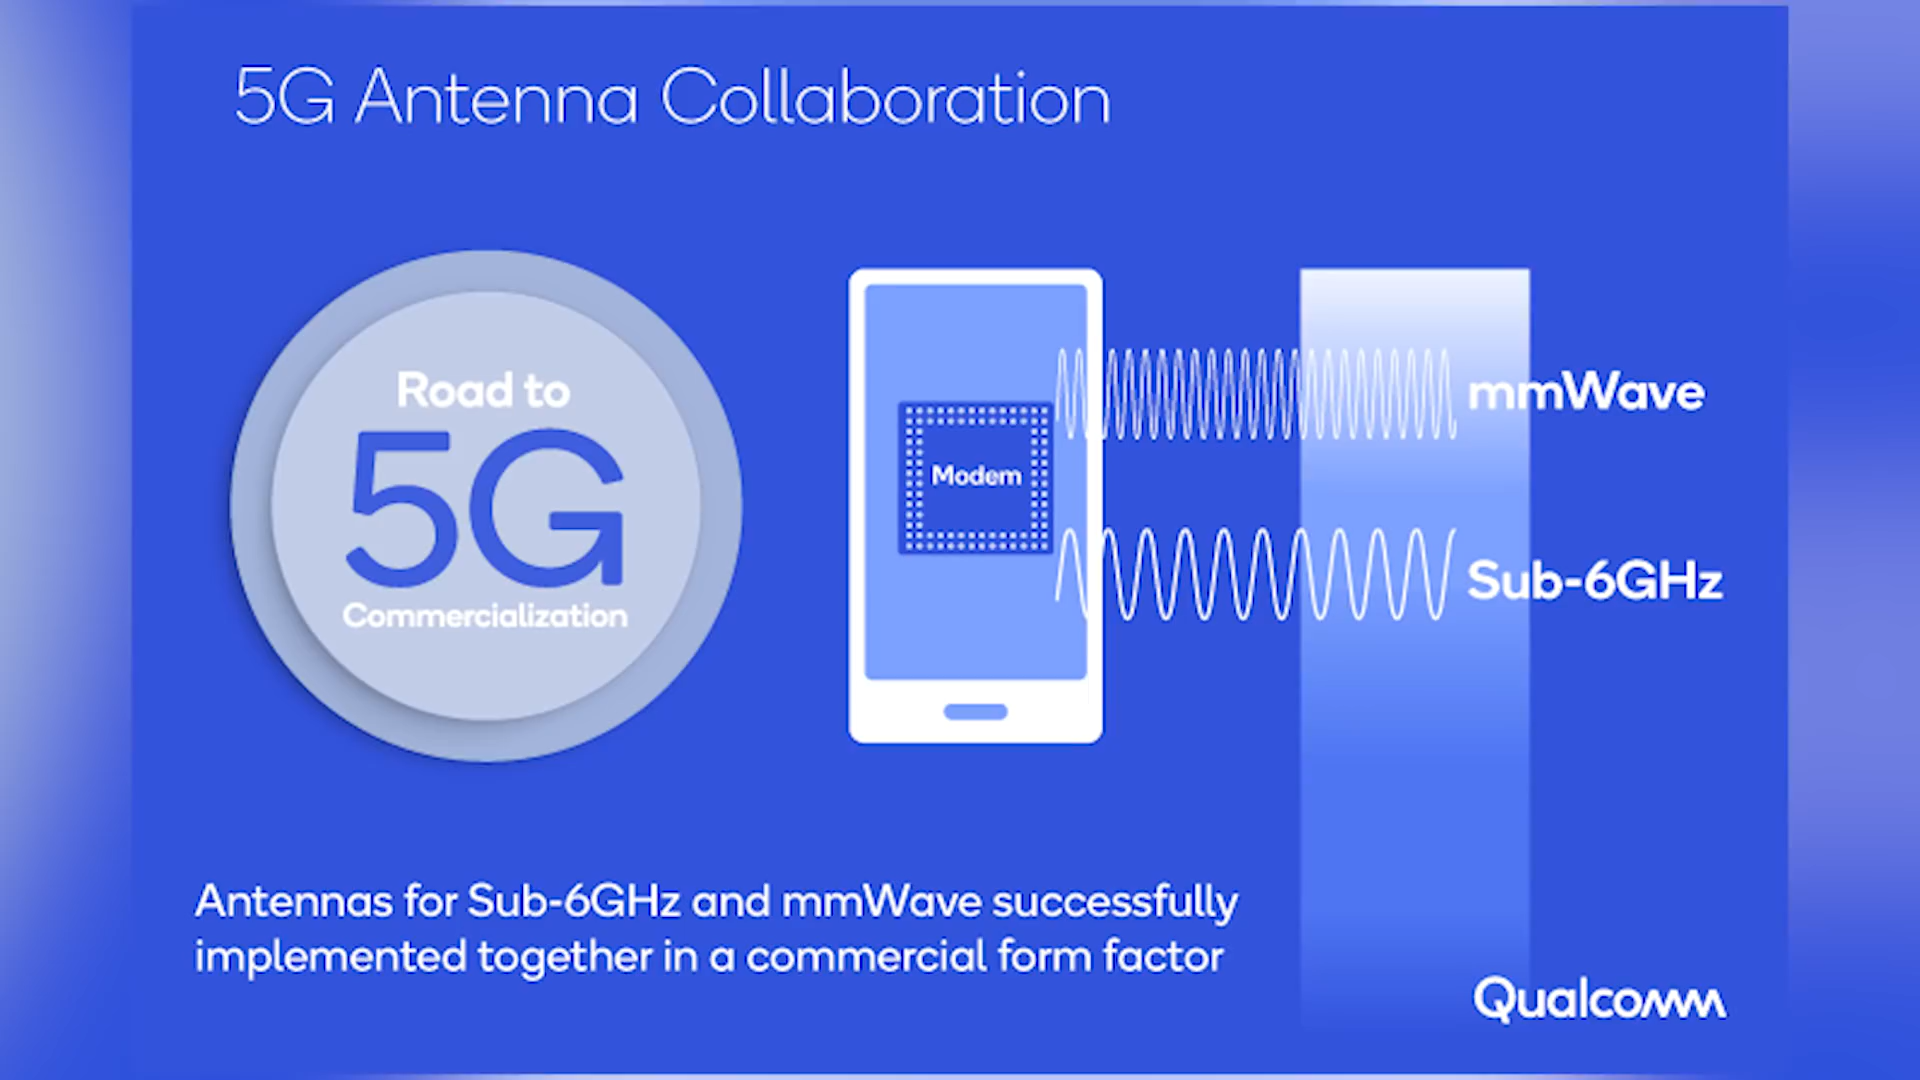 5G Antenna Collaboration
Road to
5G
Commercialization
Modem
mmWave
Sub-6GHz
Antennas for Sub-6GHz and mmWave successfully
implemented together in a commercial form factor
Qualcomm